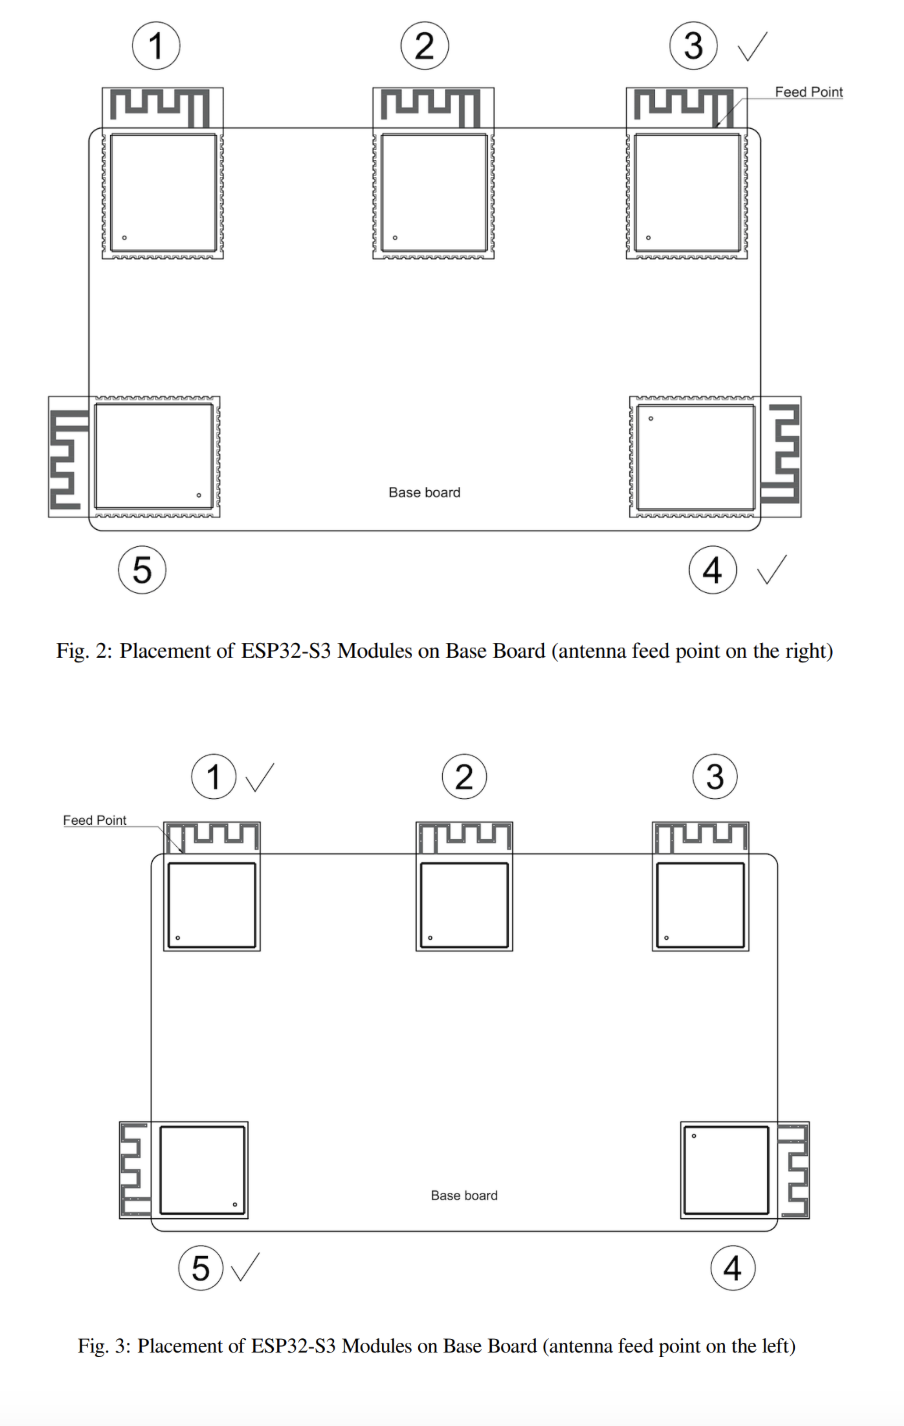 1
2
3
Feed Point
Base board
5
4
Fig. 2: Placement of ESP32-S3 Modules on Base Board (antenna feed point on the right)
1
2
3
Feed Point
Base board
5
4
Fig. 3: Placement of ESP32-S3 Modules on Base Board (antenna feed point on the left)